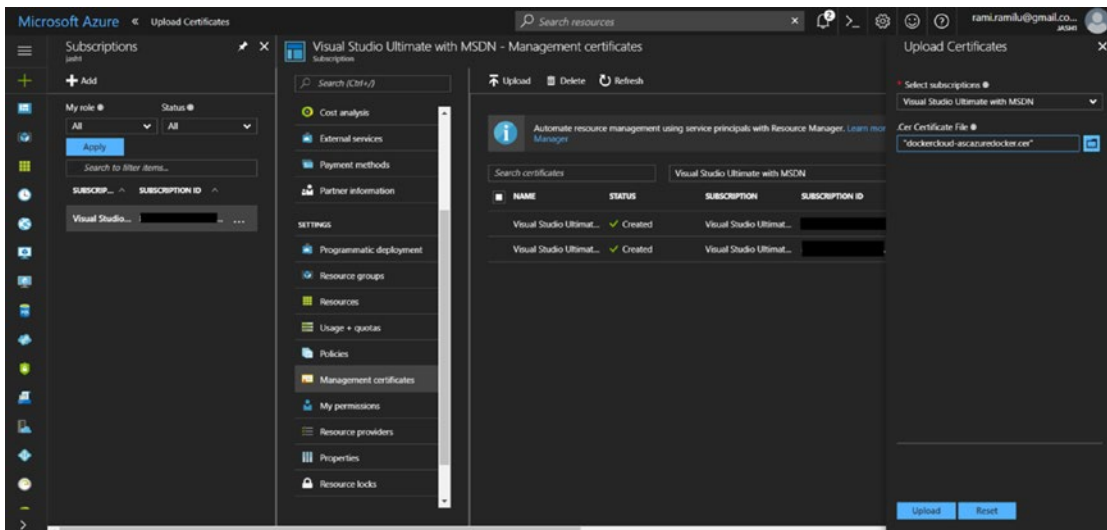 Microsoft Azure « Upload Certificates
Search resources
2
rami.ramilu@gmail.co...
JASHI
Subscriptions
Add
My role
Status
All
All
Apply
Search to filter items...
SUBSCRIP...
SUBSCRIPTION ID
Visual Studio...
...
Visual Studio Ultimate with MSDN - Management certificates
Subscription
Search (Ctrl+/)
Cost analysis
External services
Payment methods
Partner information
SETTINGS
Programmatic deployment
Resource groups
Resources
Usage + quotas
Policies
Management certificates
My permissions
Resource providers
Properties
Resource locks
Upload
Delete
Refresh
Automate resource management using service principals with Resource Manager. Learn mor
Manager
Search certificates
Visual Studio Ultimate with MSDN
NAME
STATUS
SUBSCRIPTION
SUBSCRIPTION ID
Visual Studio Ultimat...
Created
Visual Studio Ultimat...
Visual Studio Ultimat...
Created
Visual Studio Ultimat...
Upload Certificates
* Select subscriptions
Visual Studio Ultimate with MSDN
.Cer Certificate File
"dockercloud-ascazuredocker.cer"
Upload
Reset